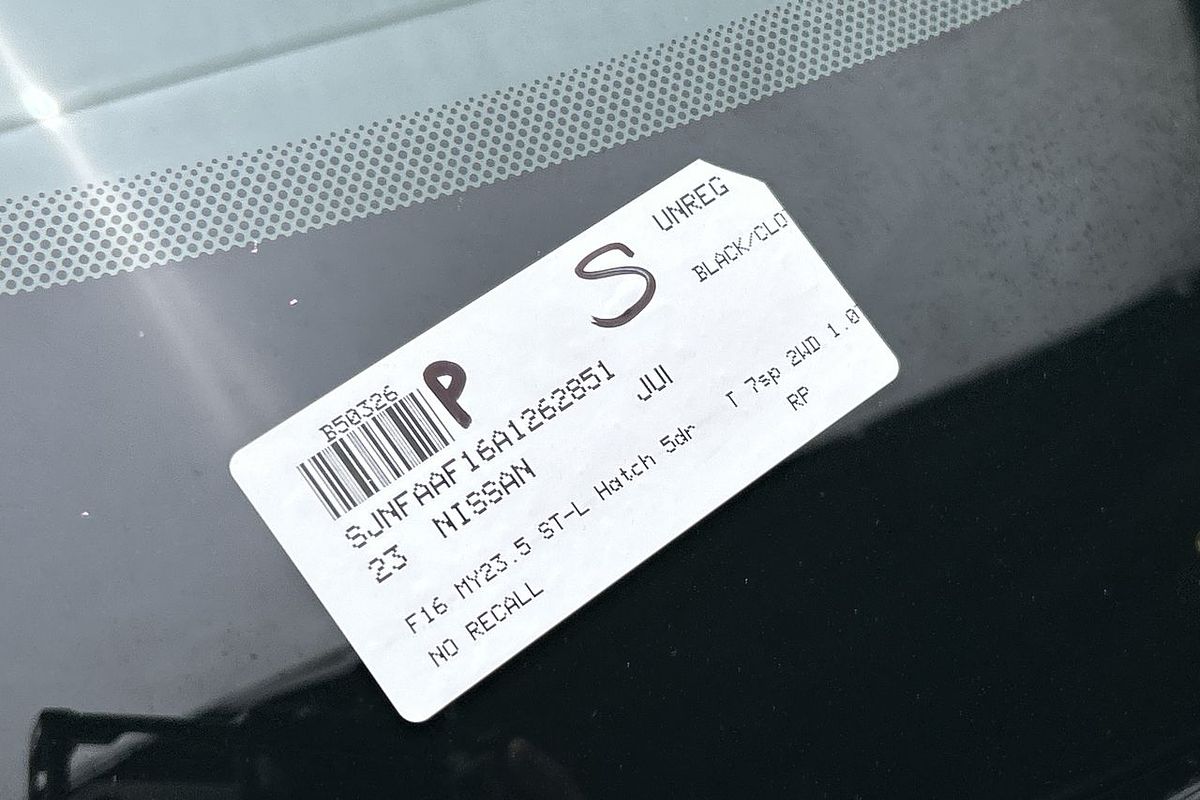 UNREG
S BLACK/CLO
B50326 P
SJNFAAF16A1262851
23 NISSAN JUI
F16 MY23.5 ST-L Hatch 5dr T 7sp 2WD 1.0
NO RECALL RP